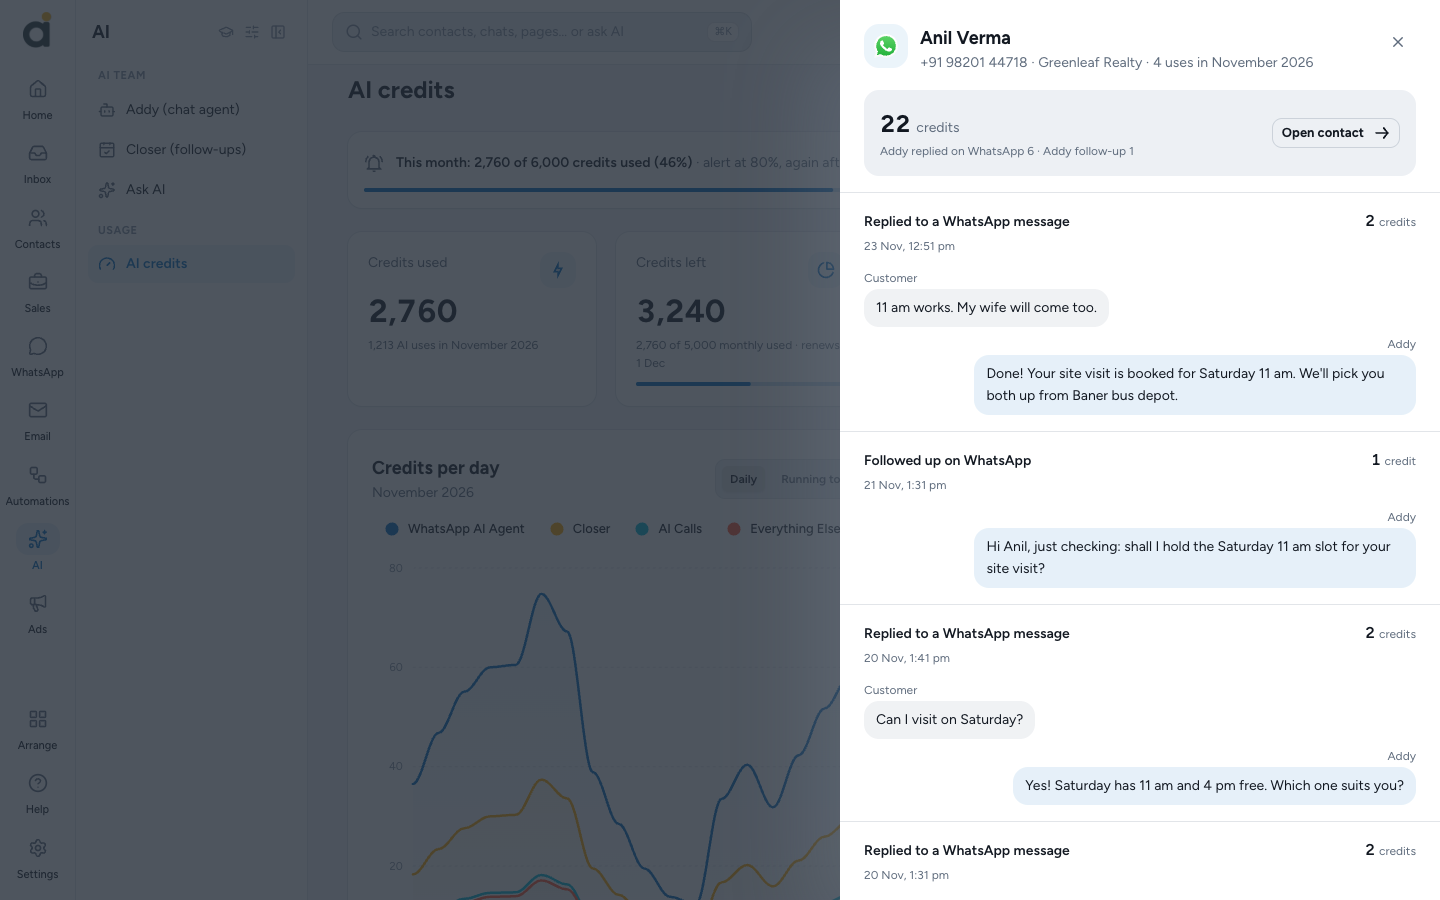 AI
Search contacts, chats, pages... or ask AI
⌘K
Home
Inbox
Contacts
Sales
WhatsApp
Email
Automations
AI
Ads
Arrange
Help
Settings
AI TEAM
Addy (chat agent)
Closer (follow-ups)
Ask AI
USAGE
AI credits
AI credits
This month: 2,760 of 6,000 credits used (46%) · alert at 80%, again aft
Credits used
2,760
1,213 AI uses in November 2026
Credits left
3,240
2,760 of 5,000 monthly used · renews
1 Dec
Credits per day
November 2026
Daily
Running to
WhatsApp AI Agent
Closer
AI Calls
Everything Else
80
60
40
20
Anil Verma
+91 98201 44718 · Greenleaf Realty · 4 uses in November 2026
22 credits
Addy replied on WhatsApp 6 · Addy follow-up 1
Open contact
Replied to a WhatsApp message
2 credits
23 Nov, 12:51 pm
Customer
11 am works. My wife will come too.
Addy
Done! Your site visit is booked for Saturday 11 am. We'll pick you
both up from Baner bus depot.
Followed up on WhatsApp
1 credit
21 Nov, 1:31 pm
Addy
Hi Anil, just checking: shall I hold the Saturday 11 am slot for your
site visit?
Replied to a WhatsApp message
2 credits
20 Nov, 1:41 pm
Customer
Can I visit on Saturday?
Addy
Yes! Saturday has 11 am and 4 pm free. Which one suits you?
Replied to a WhatsApp message
2 credits
20 Nov, 1:31 pm